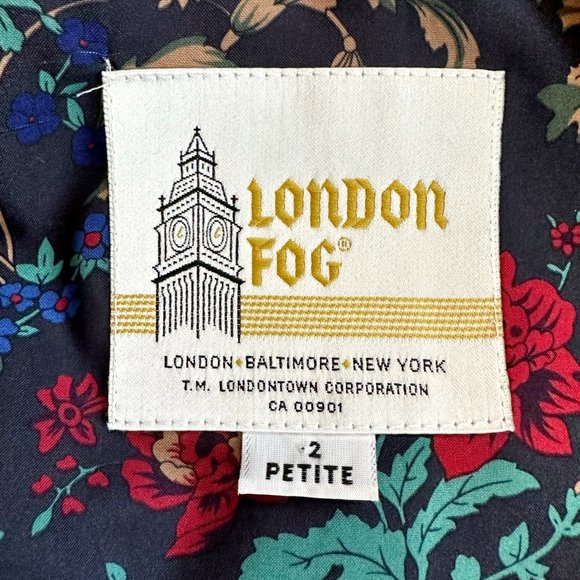 LONDON
FOG®
LONDON♦BALTIMORE♦NEW YORK
T.M. LONDONTOWN CORPORATION
CA 00901
2
PETITE